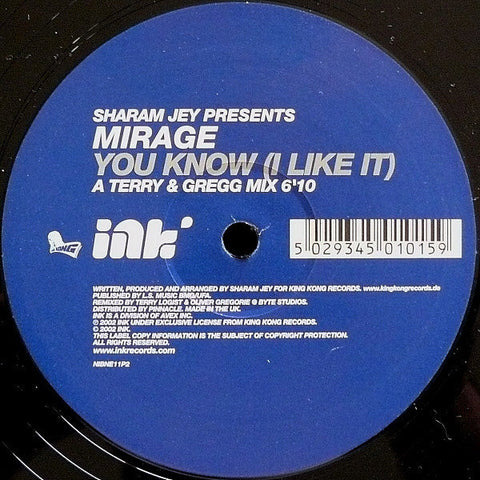 SHARAM JEY PRESENTS
MIRAGE
YOU KNOW (I LIKE IT)
A TERRY & GREGG MIX 6'10
KING
ink'
5 029345 010159
WRITTEN, PRODUCED AND ARRANGED BY SHARAM JEY FOR KING KONG RECORDS. www.kingkongrecords.de
PUBLISHED BY L.S. MUSIC BMG/UFA.
REMIXED BY TERRY LOGIST & OLIVER GREGORIE @ BYTE STUDIOS.
DISTRIBUTED BY PINNACLE. MADE IN THE UK.
INK IS A DIVISION OF AVEX INC.
℗ 2002 INK UNDER EXCLUSIVE LICENSE FROM KING KONG RECORDS.
© 2002 INK.
THIS LABEL COPY INFORMATION IS THE SUBJECT OF COPYRIGHT PROTECTION.
ALL RIGHTS RESERVED.
www.inkrecords.com
NIBNE11P2